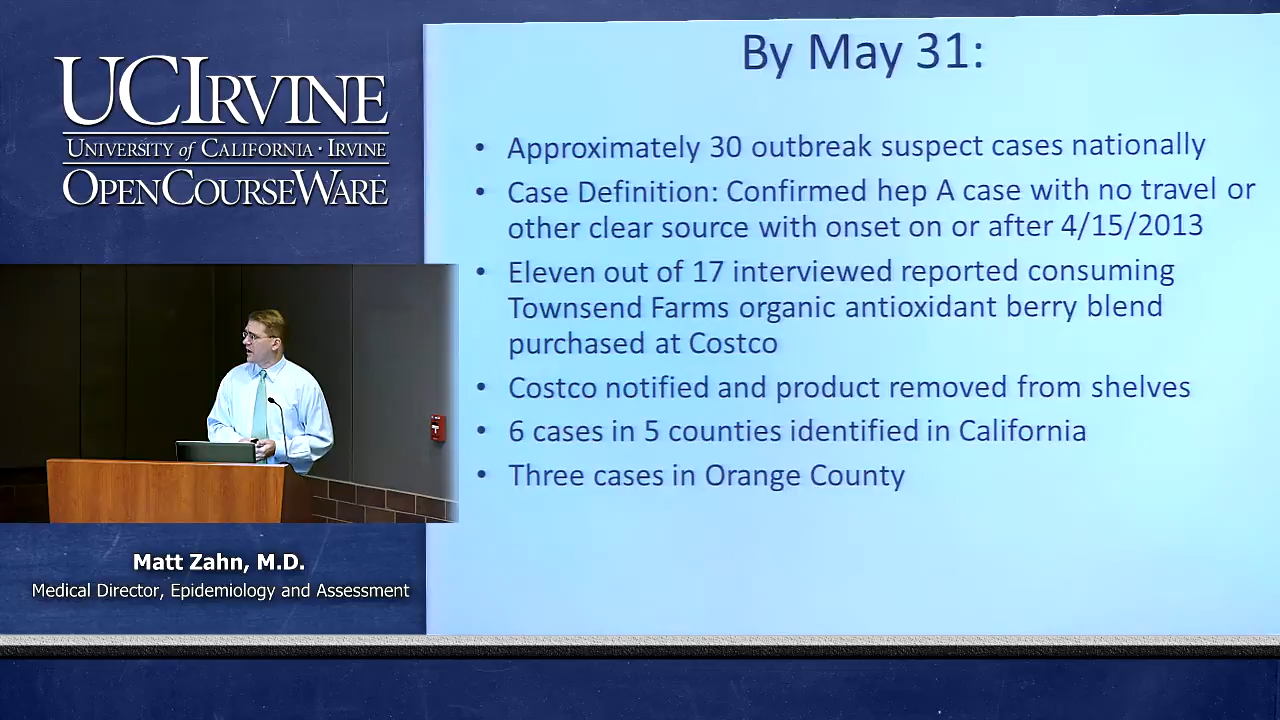 UCIRVINE
UNIVERSITY of CALIFORNIA · IRVINE
OPENCOURSEWARE
Matt Zahn, M.D.
Medical Director, Epidemiology and Assessment
By May 31:
• Approximately 30 outbreak suspect cases nationally
• Case Definition: Confirmed hep A case with no travel or
other clear source with onset on or after 4/15/2013
• Eleven out of 17 interviewed reported consuming
Townsend Farms organic antioxidant berry blend
purchased at Costco
• Costco notified and product removed from shelves
• 6 cases in 5 counties identified in California
• Three cases in Orange County